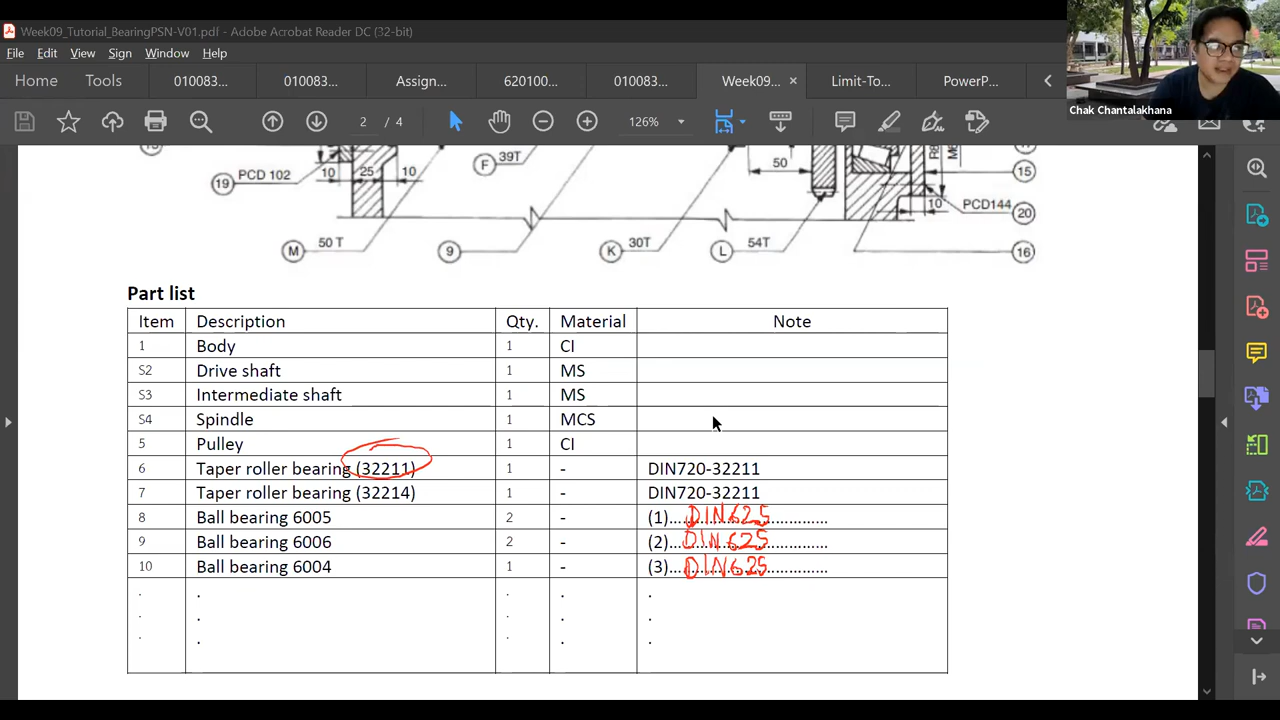 Week09_Tutorial_BearingPSN-V01.pdf - Adobe Acrobat Reader DC (32-bit)
File Edit View Sign Window Help
Home Tools 010083... 010083... Assign... 620100... 010083... Week09... × Limit-To... PowerP...
Chak Chantalakhana
2 / 4 126%
F 39T
50
15
19 PCD 102
10 25 10
10 PCD144
20
M 50 T 9 K 30T L 54T 16
Part list
Item Description Qty. Material Note
1 Body 1 CI
S2 Drive shaft 1 MS
S3 Intermediate shaft 1 MS
S4 Spindle 1 MCS
5 Pulley 1 CI
6 Taper roller bearing (32211) 1 - DIN720-32211
7 Taper roller bearing (32214) 1 - DIN720-32211
8 Ball bearing 6005 2 - (1)... DIN625 ...............
9 Ball bearing 6006 2 - (2)... DIN625 ...............
10 Ball bearing 6004 1 - (3)... DIN625 ...............
. . . . .
. . . . .
. . . . .